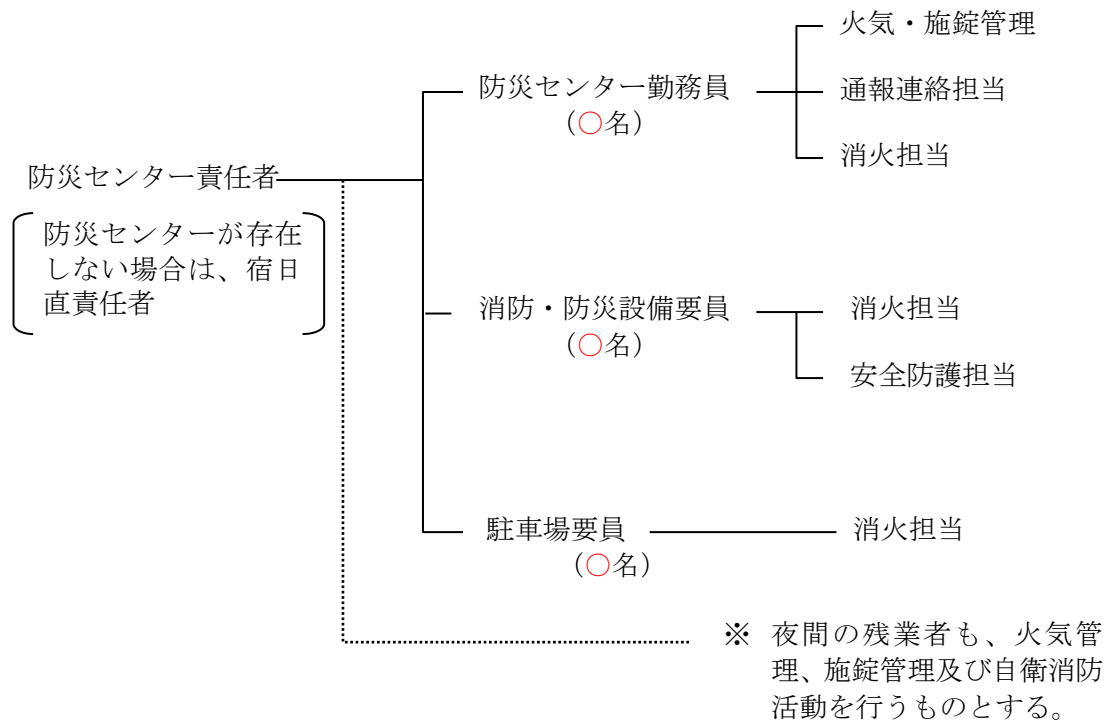 火気・施錠管理
防災センター勤務員
(○名)
通報連絡担当
消火担当
防災センター責任者
防災センターが存在
しない場合は、宿日
直責任者
消防・防災設備要員
(○名)
消火担当
安全防護担当
駐車場要員
(○名)
消火担当
※ 夜間の残業者も、火気管
理、施錠管理及び自衛消防
活動を行うものとする。